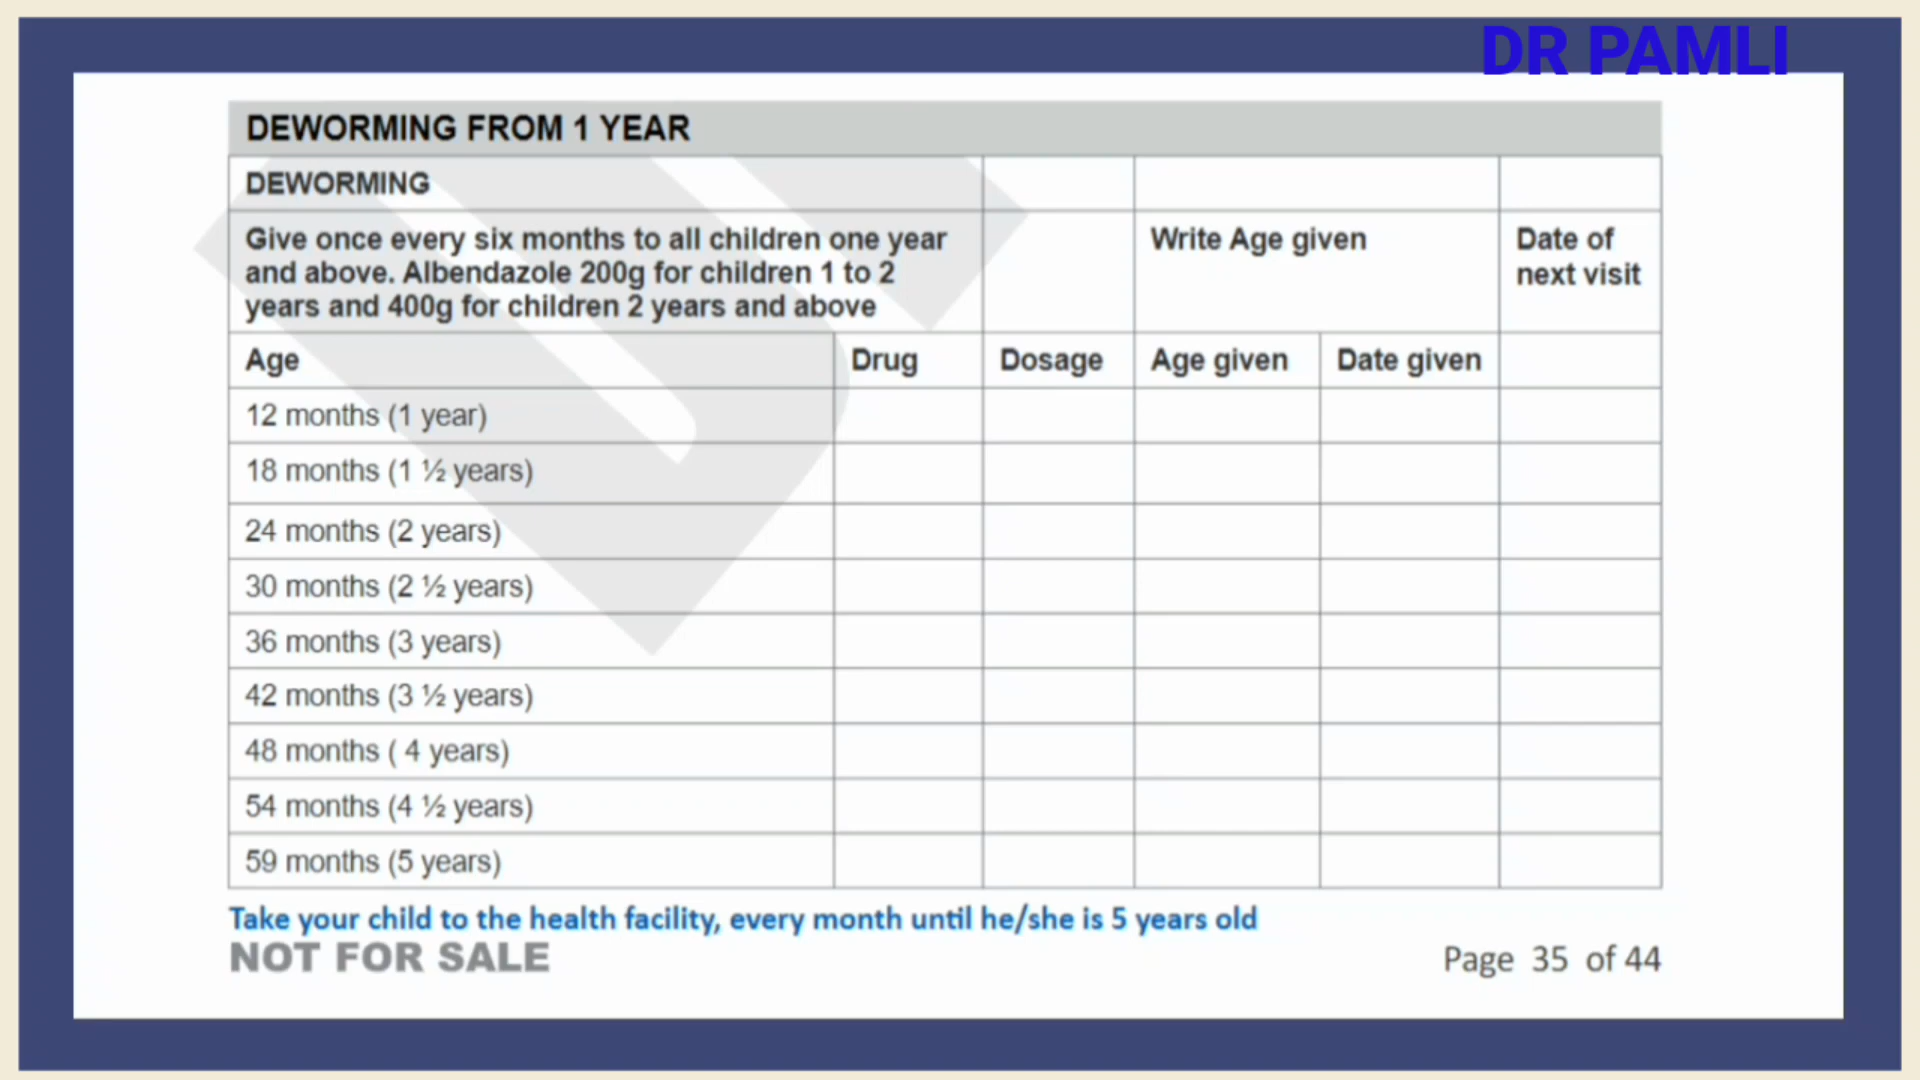 DR PAMLI
DEWORMING FROM 1 YEAR
DEWORMING
Give once every six months to all children one year
and above. Albendazole 200g for children 1 to 2
years and 400g for children 2 years and above
Write Age given
Date of
next visit
Age Drug Dosage Age given Date given
12 months (1 year)
18 months (1 ½ years)
24 months (2 years)
30 months (2 ½ years)
36 months (3 years)
42 months (3 ½ years)
48 months ( 4 years)
54 months (4 ½ years)
59 months (5 years)
Take your child to the health facility, every month until he/she is 5 years old
NOT FOR SALE
Page 35 of 44